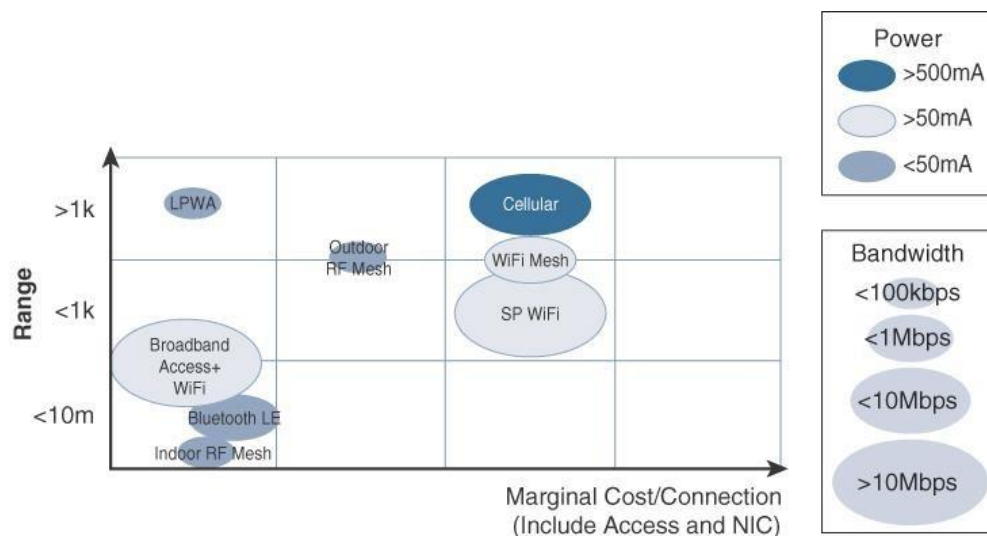 Power
>500mA
>50mA
<50mA
Range
>1k
<1k
<10m
LPWA
Outdoor
RF Mesh
Cellular
WiFi Mesh
SP WiFi
Broadband
Access+
WiFi
Bluetooth LE
Indoor RF Mesh
Marginal Cost/Connection
(Include Access and NIC)
Bandwidth
<100kbps
<1Mbps
<10Mbps
>10Mbps